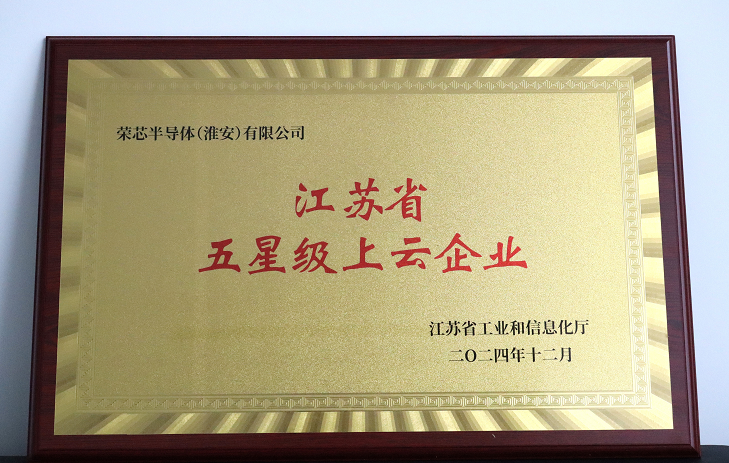 荣芯半导体(淮安)有限公司
江苏省
五星级上云企业
江苏省工业和信息化厅
二〇二四年十二月